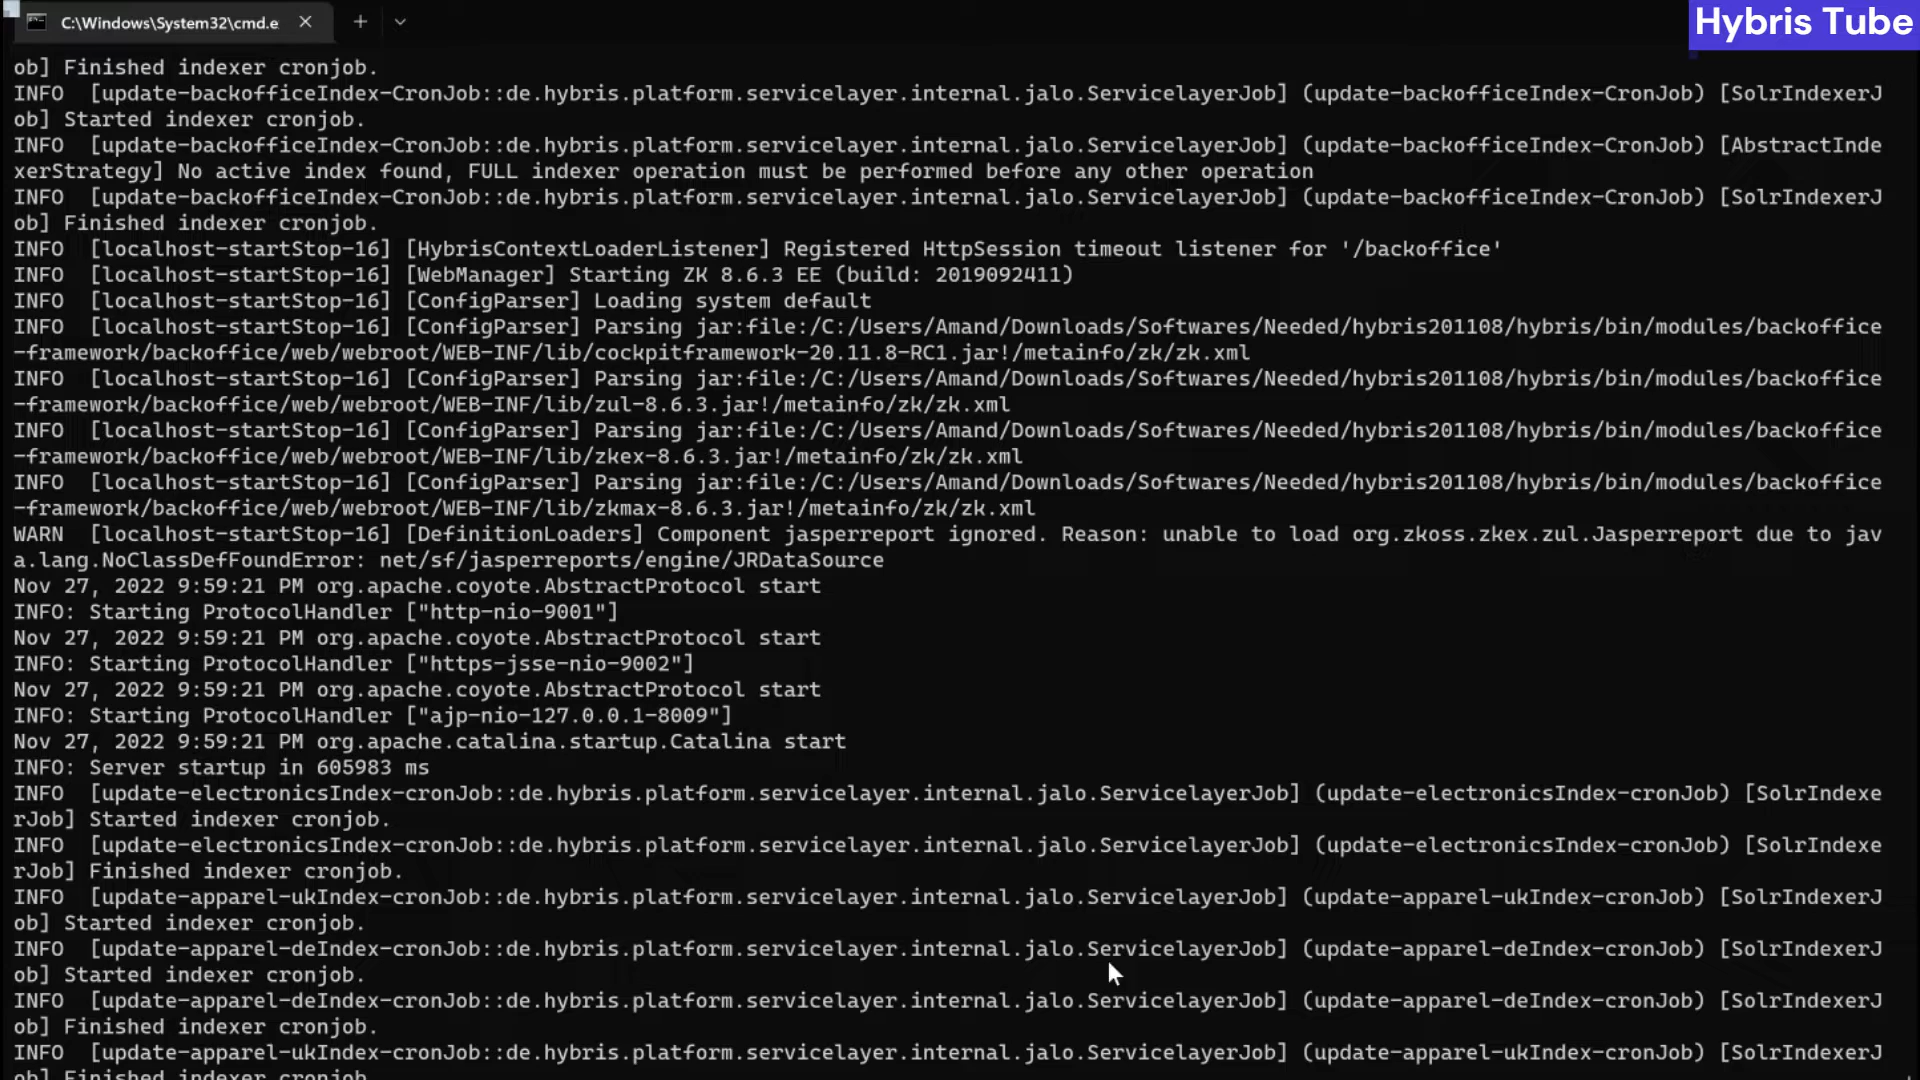 C:\Windows\System32\cmd.e
Hybris Tube
ob] Finished indexer cronjob.
INFO  [update-backofficeIndex-CronJob::de.hybris.platform.servicelayer.internal.jalo.ServicelayerJob] (update-backofficeIndex-CronJob) [SolrIndexerJ
ob] Started indexer cronjob.
INFO  [update-backofficeIndex-CronJob::de.hybris.platform.servicelayer.internal.jalo.ServicelayerJob] (update-backofficeIndex-CronJob) [AbstractInde
xerStrategy] No active index found, FULL indexer operation must be performed before any other operation
INFO  [update-backofficeIndex-CronJob::de.hybris.platform.servicelayer.internal.jalo.ServicelayerJob] (update-backofficeIndex-CronJob) [SolrIndexerJ
ob] Finished indexer cronjob.
INFO  [localhost-startStop-16] [HybrisContextLoaderListener] Registered HttpSession timeout listener for '/backoffice'
INFO  [localhost-startStop-16] [WebManager] Starting ZK 8.6.3 EE (build: 2019092411)
INFO  [localhost-startStop-16] [ConfigParser] Loading system default
INFO  [localhost-startStop-16] [ConfigParser] Parsing jar:file:/C:/Users/Amand/Downloads/Softwares/Needed/hybris201108/hybris/bin/modules/backoffice
-framework/backoffice/web/webroot/WEB-INF/lib/cockpitframework-20.11.8-RC1.jar!/metainfo/zk/zk.xml
INFO  [localhost-startStop-16] [ConfigParser] Parsing jar:file:/C:/Users/Amand/Downloads/Softwares/Needed/hybris201108/hybris/bin/modules/backoffice
-framework/backoffice/web/webroot/WEB-INF/lib/zul-8.6.3.jar!/metainfo/zk/zk.xml
INFO  [localhost-startStop-16] [ConfigParser] Parsing jar:file:/C:/Users/Amand/Downloads/Softwares/Needed/hybris201108/hybris/bin/modules/backoffice
-framework/backoffice/web/webroot/WEB-INF/lib/zkex-8.6.3.jar!/metainfo/zk/zk.xml
INFO  [localhost-startStop-16] [ConfigParser] Parsing jar:file:/C:/Users/Amand/Downloads/Softwares/Needed/hybris201108/hybris/bin/modules/backoffice
-framework/backoffice/web/webroot/WEB-INF/lib/zkmax-8.6.3.jar!/metainfo/zk/zk.xml
WARN  [localhost-startStop-16] [DefinitionLoaders] Component jasperreport ignored. Reason: unable to load org.zkoss.zkex.zul.Jasperreport due to jav
a.lang.NoClassDefFoundError: net/sf/jasperreports/engine/JRDataSource
Nov 27, 2022 9:59:21 PM org.apache.coyote.AbstractProtocol start
INFO: Starting ProtocolHandler ["http-nio-9001"]
Nov 27, 2022 9:59:21 PM org.apache.coyote.AbstractProtocol start
INFO: Starting ProtocolHandler ["https-jsse-nio-9002"]
Nov 27, 2022 9:59:21 PM org.apache.coyote.AbstractProtocol start
INFO: Starting ProtocolHandler ["ajp-nio-127.0.0.1-8009"]
Nov 27, 2022 9:59:21 PM org.apache.catalina.startup.Catalina start
INFO: Server startup in 605983 ms
INFO  [update-electronicsIndex-cronJob::de.hybris.platform.servicelayer.internal.jalo.ServicelayerJob] (update-electronicsIndex-cronJob) [SolrIndexe
rJob] Started indexer cronjob.
INFO  [update-electronicsIndex-cronJob::de.hybris.platform.servicelayer.internal.jalo.ServicelayerJob] (update-electronicsIndex-cronJob) [SolrIndexe
rJob] Finished indexer cronjob.
INFO  [update-apparel-ukIndex-cronJob::de.hybris.platform.servicelayer.internal.jalo.ServicelayerJob] (update-apparel-ukIndex-cronJob) [SolrIndexerJ
ob] Started indexer cronjob.
INFO  [update-apparel-deIndex-cronJob::de.hybris.platform.servicelayer.internal.jalo.ServicelayerJob] (update-apparel-deIndex-cronJob) [SolrIndexerJ
ob] Started indexer cronjob.
INFO  [update-apparel-deIndex-cronJob::de.hybris.platform.servicelayer.internal.jalo.ServicelayerJob] (update-apparel-deIndex-cronJob) [SolrIndexerJ
ob] Finished indexer cronjob.
INFO  [update-apparel-ukIndex-cronJob::de.hybris.platform.servicelayer.internal.jalo.ServicelayerJob] (update-apparel-ukIndex-cronJob) [SolrIndexerJ
ob] Finished indexer cronjob.